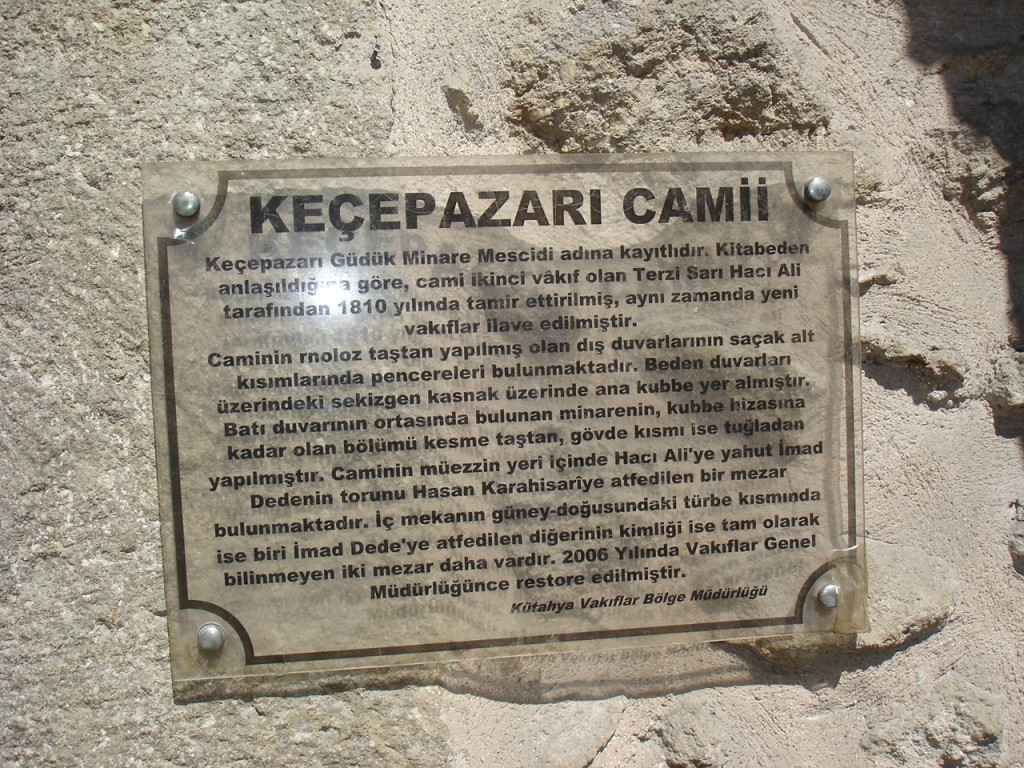 KEÇEPAZARI CAMİİ
Keçepazarı Güdük Minare Mescidi adına kayıtlıdır. Kitabeden
anlaşıldığına göre, cami ikinci vâkıf olan Terzi Sarı Hacı Ali
tarafından 1810 yılında tamir ettirilmiş, aynı zamanda yeni
vakıflar ilave edilmiştir.
Caminin rnoloz taştan yapılmış olan dış duvarlarının saçak alt
kısımlarında pencereleri bulunmaktadır. Beden duvarları
üzerindeki sekizgen kasnak üzerinde ana kubbe yer almıştır.
Batı duvarının ortasında bulunan minarenin, kubbe hizasına
kadar olan bölümü kesme taştan, gövde kısmı ise tuğladan
yapılmıştır. Caminin müezzin yeri içinde Hacı Ali'ye yahut İmad
Dedenin torunu Hasan Karahisariye atfedilen bir mezar
bulunmaktadır. İç mekanın güney-doğusundaki türbe kısmında
ise biri İmad Dede'ye atfedilen diğerinin kimliği ise tam olarak
bilinmeyen iki mezar daha vardır. 2006 Yılında Vakıflar Genel
Müdürlüğünce restore edilmiştir.
Kütahya Vakıflar Bölge Müdürlüğü